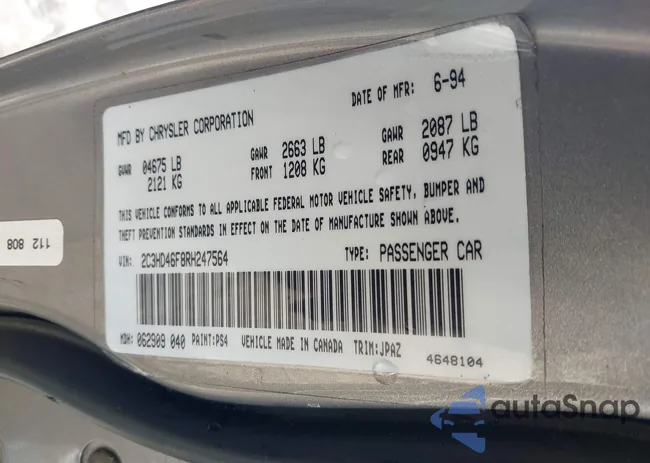 MFD BY CHRYSLER CORPORATION DATE OF MFR: 6-94
GVWR 04675 LB GAWR 2663 LB GAWR 2087 LB
2121 KG FRONT 1208 KG REAR 0947 KG
THIS VEHICLE CONFORMS TO ALL APPLICABLE FEDERAL MOTOR VEHICLE SAFETY, BUMPER AND
THEFT PREVENTION STANDARDS IN EFFECT ON THE DATE OF MANUFACTURE SHOWN ABOVE.
VIN: 2C3HD46F8RH247564 TYPE: PASSENGER CAR
MDH: 062909 040 PAINT:PS4 VEHICLE MADE IN CANADA TRIM:JPAZ 4648104
112 808
autoSnap